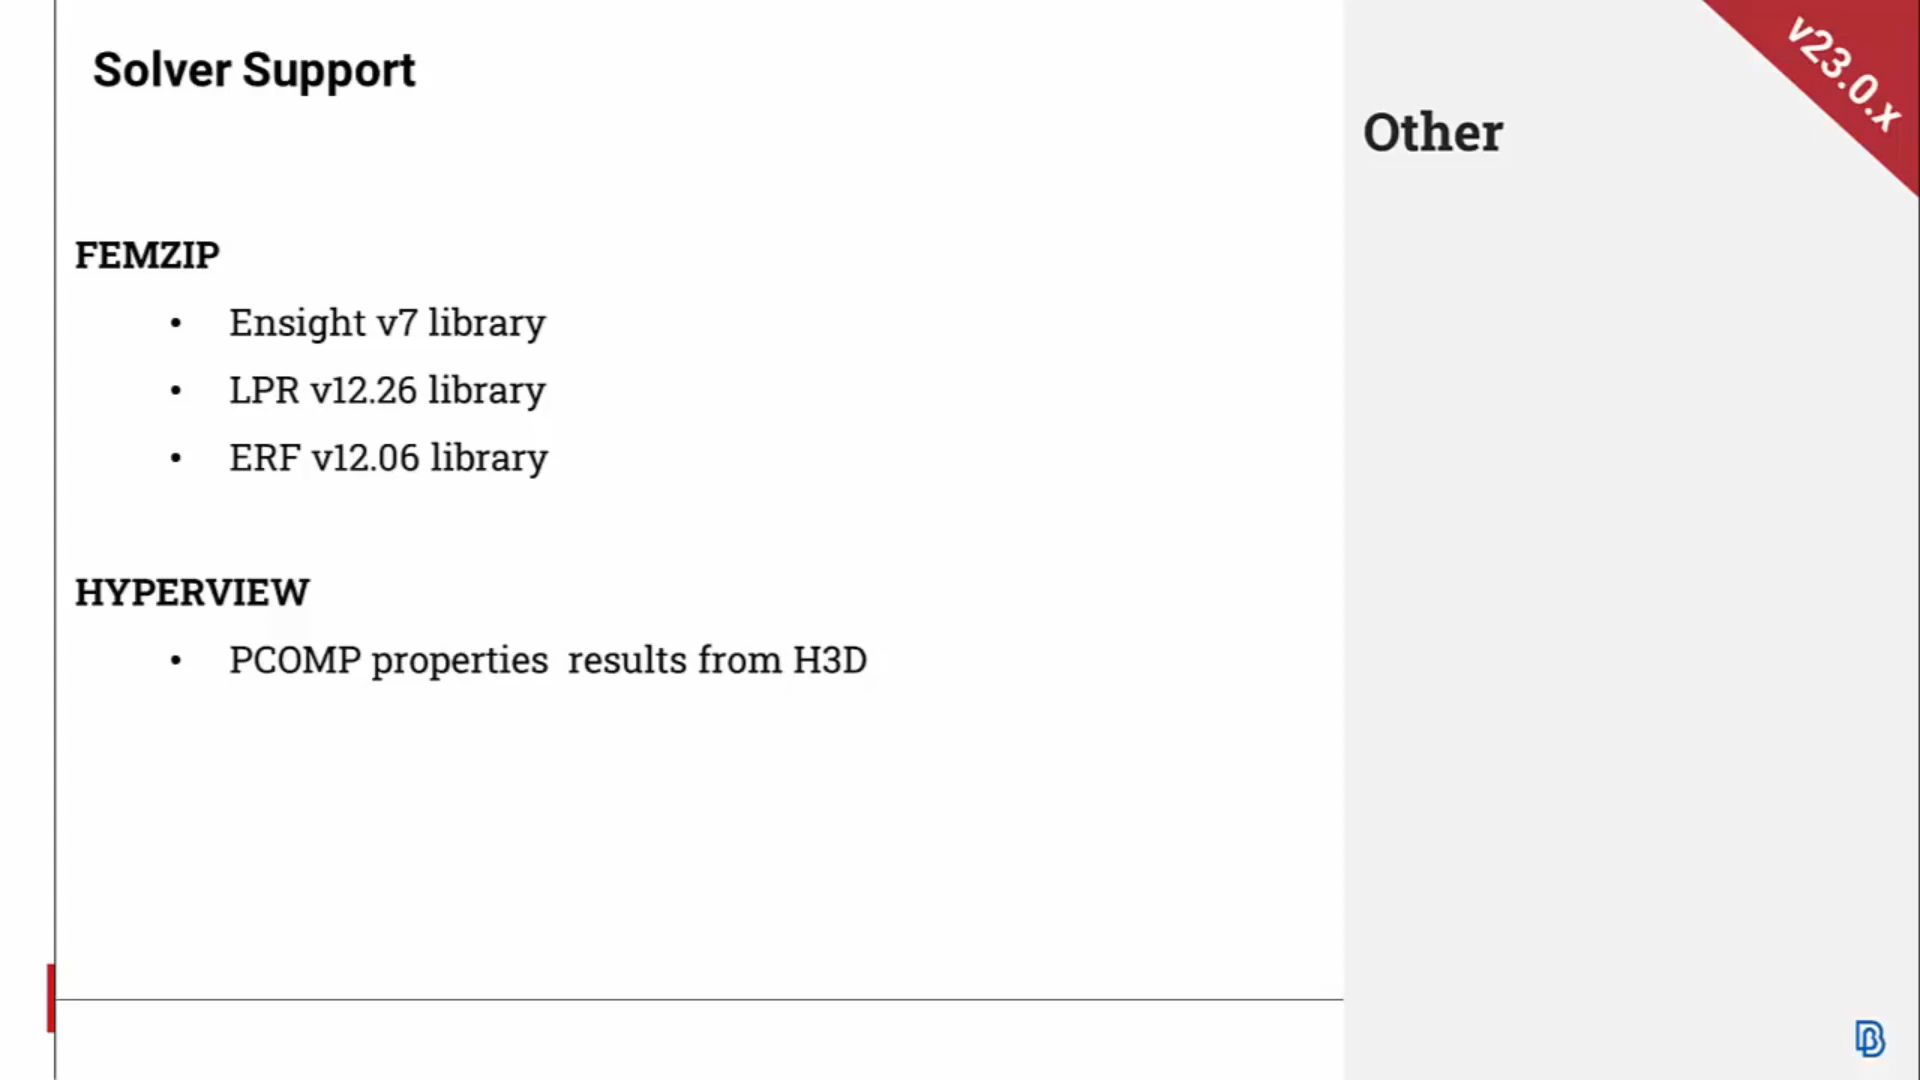 Solver Support
v23.0.x
Other
FEMZIP
• Ensight v7 library
• LPR v12.26 library
• ERF v12.06 library
HYPERVIEW
• PCOMP properties  results from H3D